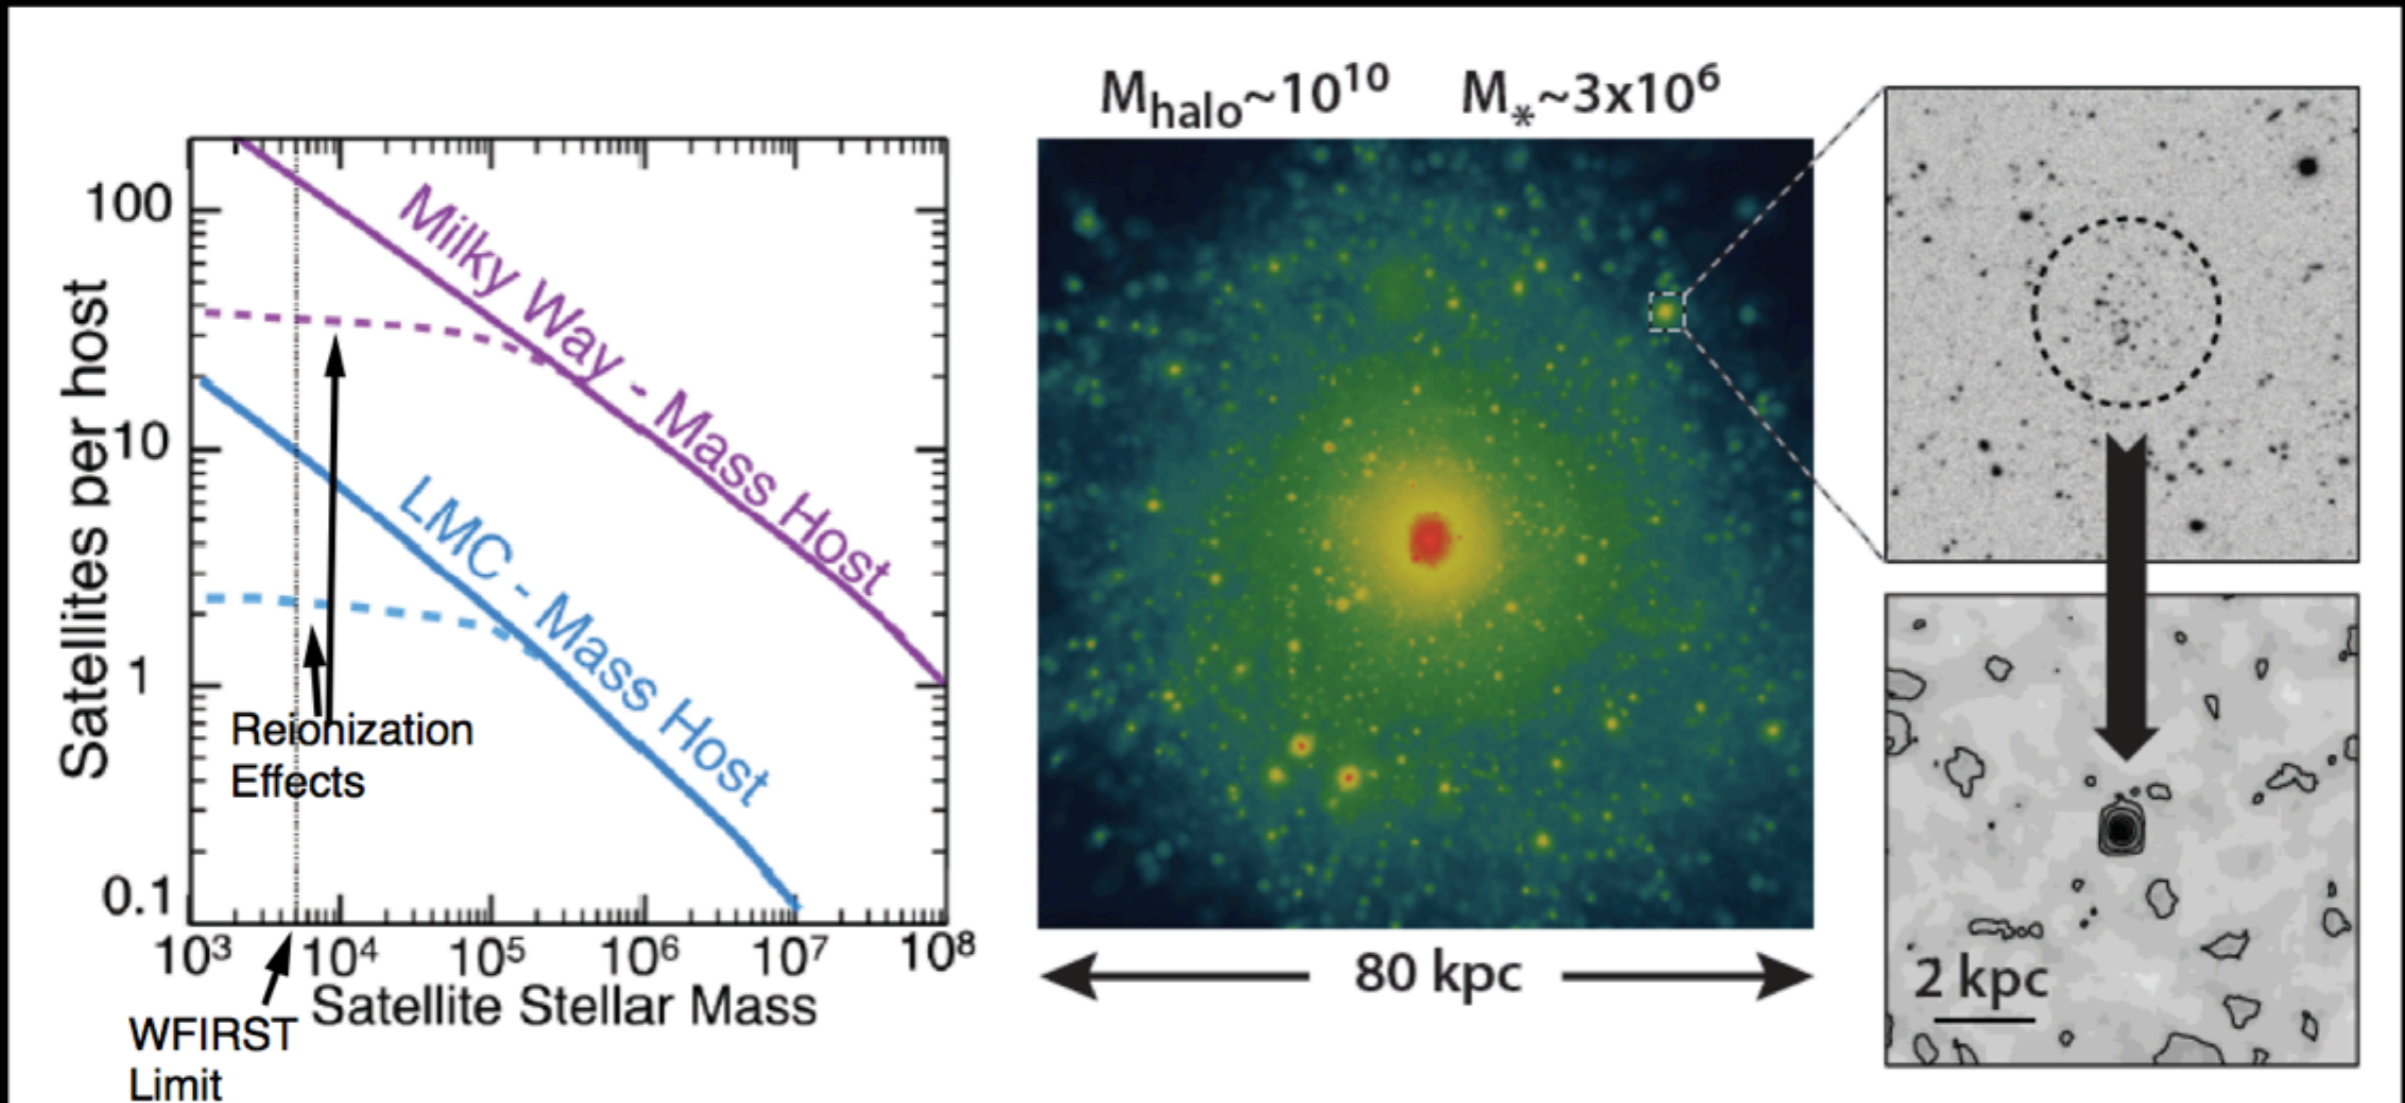 M_halo~10^10 M_*~3x10^6
100
10
1
0.1
Satellites per host
Milky Way - Mass Host
LMC - Mass Host
Reionization
Effects
10^3 10^4 10^5 10^6 10^7 10^8
Satellite Stellar Mass
WFIRST
Limit
80 kpc
2 kpc